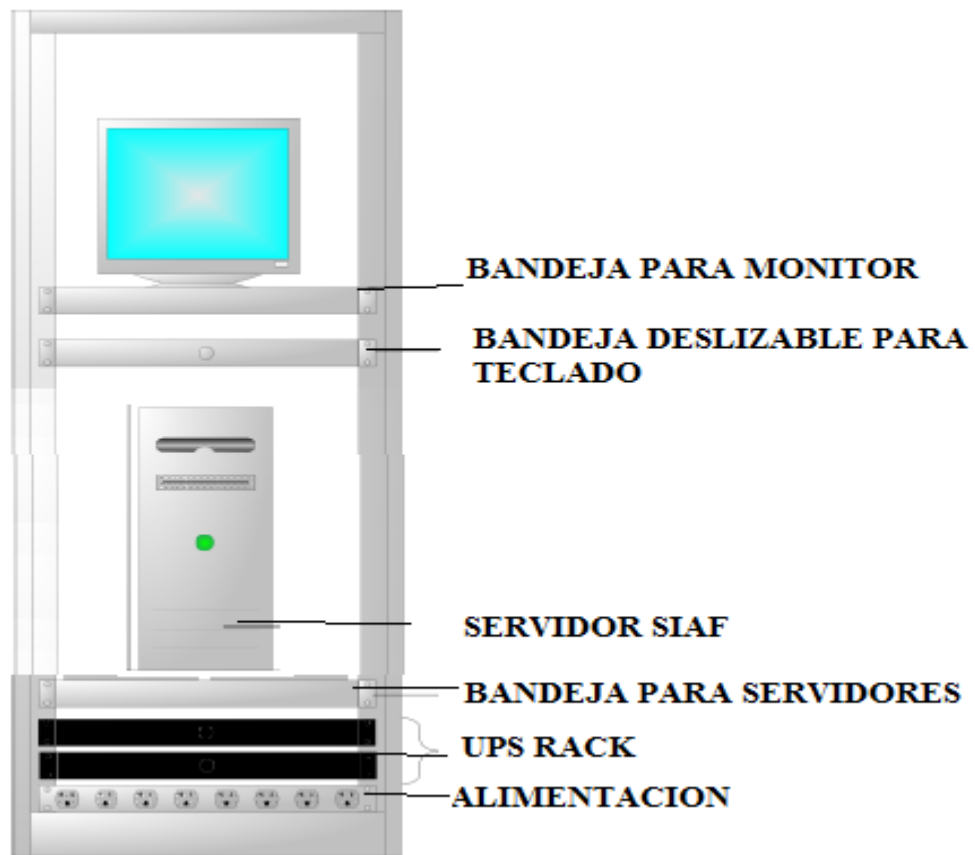 BANDEJA PARA MONITOR
BANDEJA DESLIZABLE PARA
TECLADO
SERVIDOR SIAF
BANDEJA PARA SERVIDORES
UPS RACK
ALIMENTACION